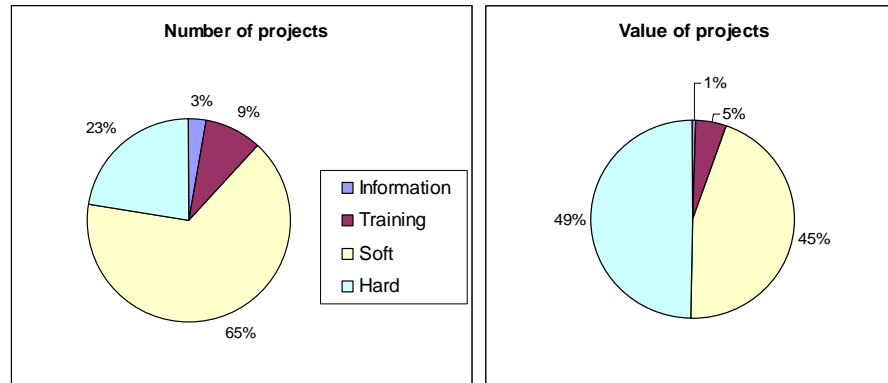 Number of projects
3%
9%
23%
65%
Information
Training
Soft
Hard
Value of projects
1%
5%
49%
45%